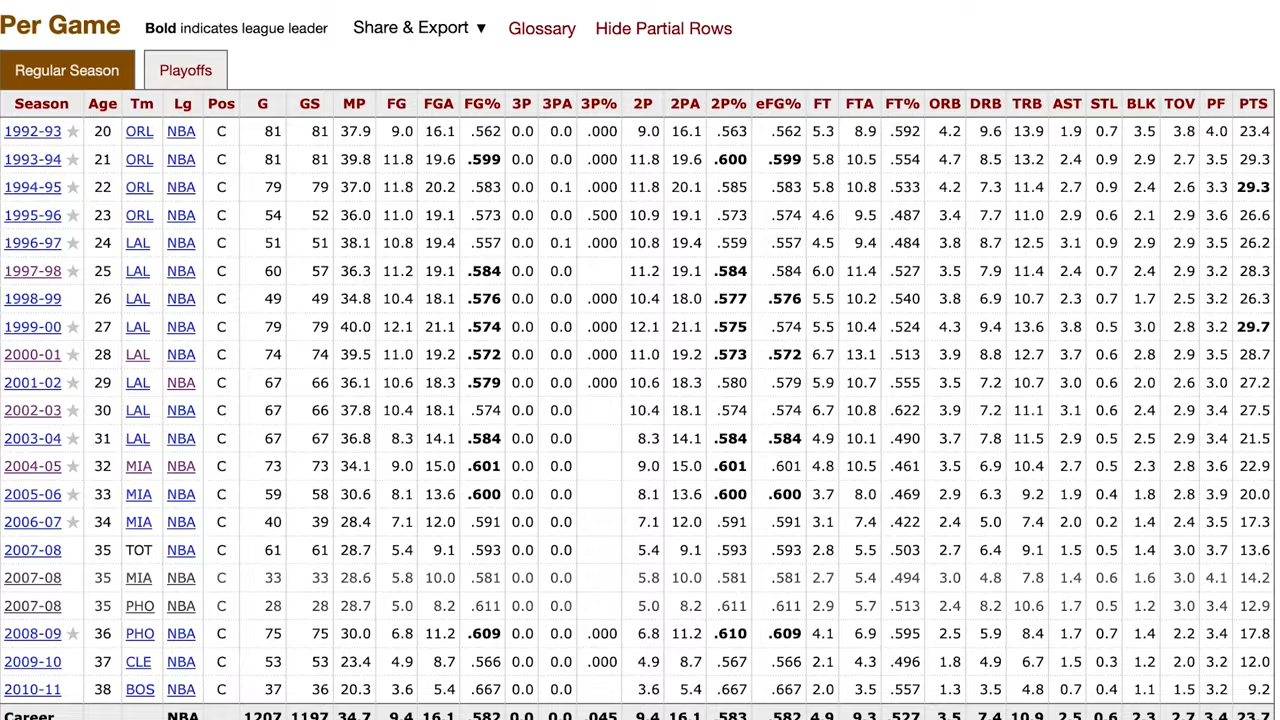 Per Game Bold indicates league leader Share & Export ▼ Glossary Hide Partial Rows
Regular Season Playoffs
Season Age Tm Lg Pos G GS MP FG FGA FG% 3P 3PA 3P% 2P 2PA 2P% eFG% FT FTA FT% ORB DRB TRB AST STL BLK TOV PF PTS
1992-93 ★ 20 ORL NBA C 81 81 37.9 9.0 16.1 .562 0.0 0.0 .000 9.0 16.1 .563 .562 5.3 8.9 .592 4.2 9.6 13.9 1.9 0.7 3.5 3.8 4.0 23.4
1993-94 ★ 21 ORL NBA C 81 81 39.8 11.8 19.6 .599 0.0 0.0 .000 11.8 19.6 .600 .599 5.8 10.5 .554 4.7 8.5 13.2 2.4 0.9 2.9 2.7 3.5 29.3
1994-95 ★ 22 ORL NBA C 79 79 37.0 11.8 20.2 .583 0.0 0.1 .000 11.8 20.1 .585 .583 5.8 10.8 .533 4.2 7.3 11.4 2.7 0.9 2.4 2.6 3.3 29.3
1995-96 ★ 23 ORL NBA C 54 52 36.0 11.0 19.1 .573 0.0 0.0 .500 10.9 19.1 .573 .574 4.6 9.5 .487 3.4 7.7 11.0 2.9 0.6 2.1 2.9 3.6 26.6
1996-97 ★ 24 LAL NBA C 51 51 38.1 10.8 19.4 .557 0.0 0.1 .000 10.8 19.4 .559 .557 4.5 9.4 .484 3.8 8.7 12.5 3.1 0.9 2.9 2.9 3.5 26.2
1997-98 ★ 25 LAL NBA C 60 57 36.3 11.2 19.1 .584 0.0 0.0 11.2 19.1 .584 .584 6.0 11.4 .527 3.5 7.9 11.4 2.4 0.7 2.4 2.9 3.2 28.3
1998-99 26 LAL NBA C 49 49 34.8 10.4 18.1 .576 0.0 0.0 .000 10.4 18.0 .577 .576 5.5 10.2 .540 3.8 6.9 10.7 2.3 0.7 1.7 2.5 3.2 26.3
1999-00 ★ 27 LAL NBA C 79 79 40.0 12.1 21.1 .574 0.0 0.0 .000 12.1 21.1 .575 .574 5.5 10.4 .524 4.3 9.4 13.6 3.8 0.5 3.0 2.8 3.2 29.7
2000-01 ★ 28 LAL NBA C 74 74 39.5 11.0 19.2 .572 0.0 0.0 .000 11.0 19.2 .573 .572 6.7 13.1 .513 3.9 8.8 12.7 3.7 0.6 2.8 2.9 3.5 28.7
2001-02 ★ 29 LAL NBA C 67 66 36.1 10.6 18.3 .579 0.0 0.0 .000 10.6 18.3 .580 .579 5.9 10.7 .555 3.5 7.2 10.7 3.0 0.6 2.0 2.6 3.0 27.2
2002-03 ★ 30 LAL NBA C 67 66 37.8 10.4 18.1 .574 0.0 0.0 10.4 18.1 .574 .574 6.7 10.8 .622 3.9 7.2 11.1 3.1 0.6 2.4 2.9 3.4 27.5
2003-04 ★ 31 LAL NBA C 67 67 36.8 8.3 14.1 .584 0.0 0.0 8.3 14.1 .584 .584 4.9 10.1 .490 3.7 7.8 11.5 2.9 0.5 2.5 2.9 3.4 21.5
2004-05 ★ 32 MIA NBA C 73 73 34.1 9.0 15.0 .601 0.0 0.0 9.0 15.0 .601 .601 4.8 10.5 .461 3.5 6.9 10.4 2.7 0.5 2.3 2.8 3.6 22.9
2005-06 ★ 33 MIA NBA C 59 58 30.6 8.1 13.6 .600 0.0 0.0 8.1 13.6 .600 .600 3.7 8.0 .469 2.9 6.3 9.2 1.9 0.4 1.8 2.8 3.9 20.0
2006-07 ★ 34 MIA NBA C 40 39 28.4 7.1 12.0 .591 0.0 0.0 7.1 12.0 .591 .591 3.1 7.4 .422 2.4 5.0 7.4 2.0 0.2 1.4 2.4 3.5 17.3
2007-08 35 TOT NBA C 61 61 28.7 5.4 9.1 .593 0.0 0.0 5.4 9.1 .593 .593 2.8 5.5 .503 2.7 6.4 9.1 1.5 0.5 1.4 3.0 3.7 13.6
2007-08 35 MIA NBA C 33 33 28.6 5.8 10.0 .581 0.0 0.0 5.8 10.0 .581 .581 2.7 5.4 .494 3.0 4.8 7.8 1.4 0.6 1.6 3.0 4.1 14.2
2007-08 35 PHO NBA C 28 28 28.7 5.0 8.2 .611 0.0 0.0 5.0 8.2 .611 .611 2.9 5.7 .513 2.4 8.2 10.6 1.7 0.5 1.2 3.0 3.4 12.9
2008-09 ★ 36 PHO NBA C 75 75 30.0 6.8 11.2 .609 0.0 0.0 .000 6.8 11.2 .610 .609 4.1 6.9 .595 2.5 5.9 8.4 1.7 0.7 1.4 2.2 3.4 17.8
2009-10 37 CLE NBA C 53 53 23.4 4.9 8.7 .566 0.0 0.0 .000 4.9 8.7 .567 .566 2.1 4.3 .496 1.8 4.9 6.7 1.5 0.3 1.2 2.0 3.2 12.0
2010-11 38 BOS NBA C 37 36 20.3 3.6 5.4 .667 0.0 0.0 3.6 5.4 .667 .667 2.0 3.5 .557 1.3 3.5 4.8 0.7 0.4 1.1 1.5 3.2 9.2
Career NBA 1207 1197 34.7 9.4 16.1 .582 0.0 0.0 .045 9.4 16.1 .583 .582 4.9 9.3 .527 3.5 7.4 10.9 2.5 0.6 2.3 2.7 3.4 23.7